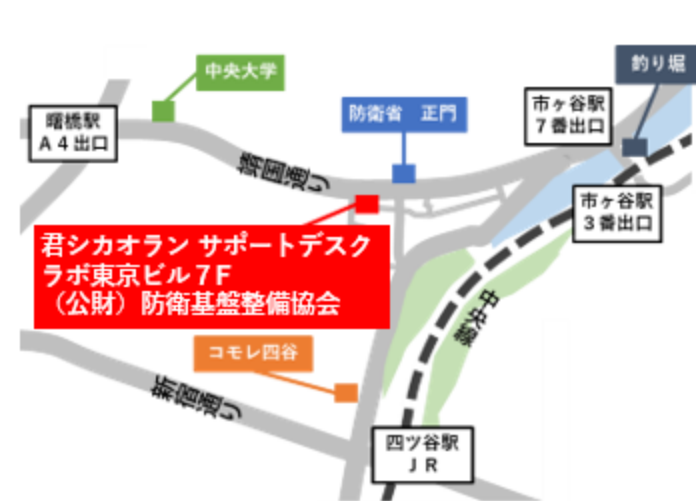 釣り堀
中央大学
市ヶ谷駅
7番出口
防衛省　正門
曙橋駅
A4出口
靖国通り
市ヶ谷駅
3番出口
君シカオラン サポートデスク
ラボ東京ビル7F
（公財）防衛基盤整備協会
中央線
コモレ四谷
新宿通り
四ツ谷駅
JR